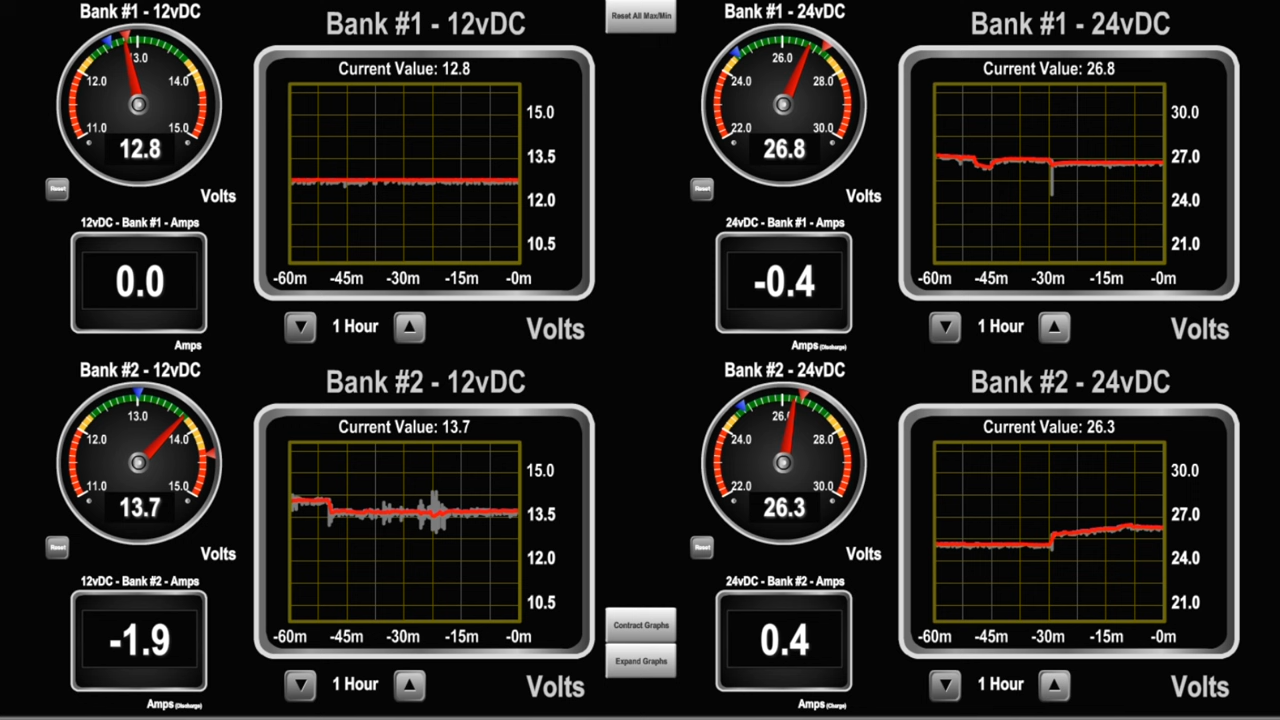 Bank #1 - 12vDC
11.0
12.0
13.0
14.0
15.0
12.8
Reset
Volts
12vDC - Bank #1 - Amps
0.0
Amps
Bank #1 - 12vDC
Current Value: 12.8
15.0
13.5
12.0
10.5
-60m -45m -30m -15m -0m
1 Hour
Volts
Reset All Max/Min
Bank #1 - 24vDC
22.0
24.0
26.0
28.0
30.0
26.8
Reset
Volts
24vDC - Bank #1 - Amps
-0.4
Amps (Discharge)
Bank #1 - 24vDC
Current Value: 26.8
30.0
27.0
24.0
21.0
-60m -45m -30m -15m -0m
1 Hour
Volts
Bank #2 - 12vDC
11.0
12.0
13.0
14.0
15.0
13.7
Reset
Volts
12vDC - Bank #2 - Amps
-1.9
Amps (Discharge)
Bank #2 - 12vDC
Current Value: 13.7
15.0
13.5
12.0
10.5
-60m -45m -30m -15m -0m
1 Hour
Volts
Contract Graphs
Expand Graphs
Bank #2 - 24vDC
22.0
24.0
26.0
28.0
30.0
26.3
Reset
Volts
24vDC - Bank #2 - Amps
0.4
Amps (Charge)
Bank #2 - 24vDC
Current Value: 26.3
30.0
27.0
24.0
21.0
-60m -45m -30m -15m -0m
1 Hour
Volts